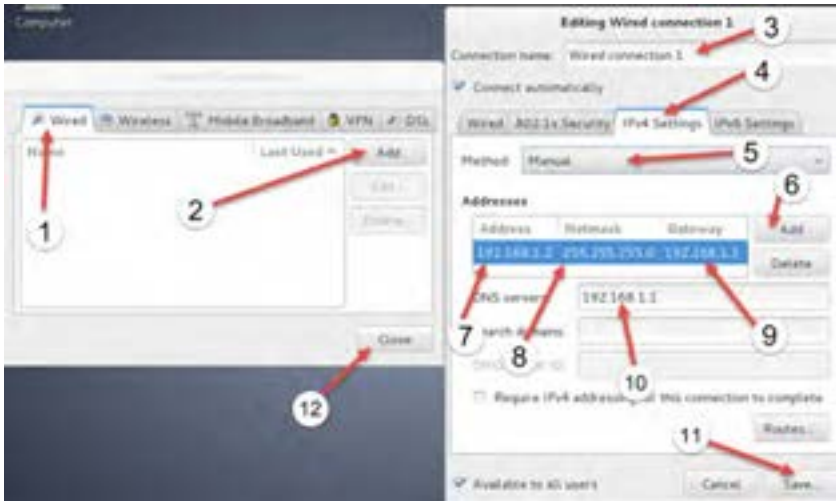 Computer
Wired Wireless Mobile Broadband VPN DSL
Name Last Used Add
Edit...
Delete...
Close
1
2
12
Editing Wired connection 1
3
Connection name: Wired connection 1
4
Connect automatically
Wired 802.1x Security IPv4 Settings IPv6 Settings
Method Manual
5
6
Addresses
Address Netmask Gateway Add
192.168.1.2 255.255.255.0 192.168.1.1
Delete
DNS servers 192.168.1.1
7
8
9
Search domains
10
Require IPv4 addressing this connection to complete
11
Routes...
Available to all users Cancel Save...